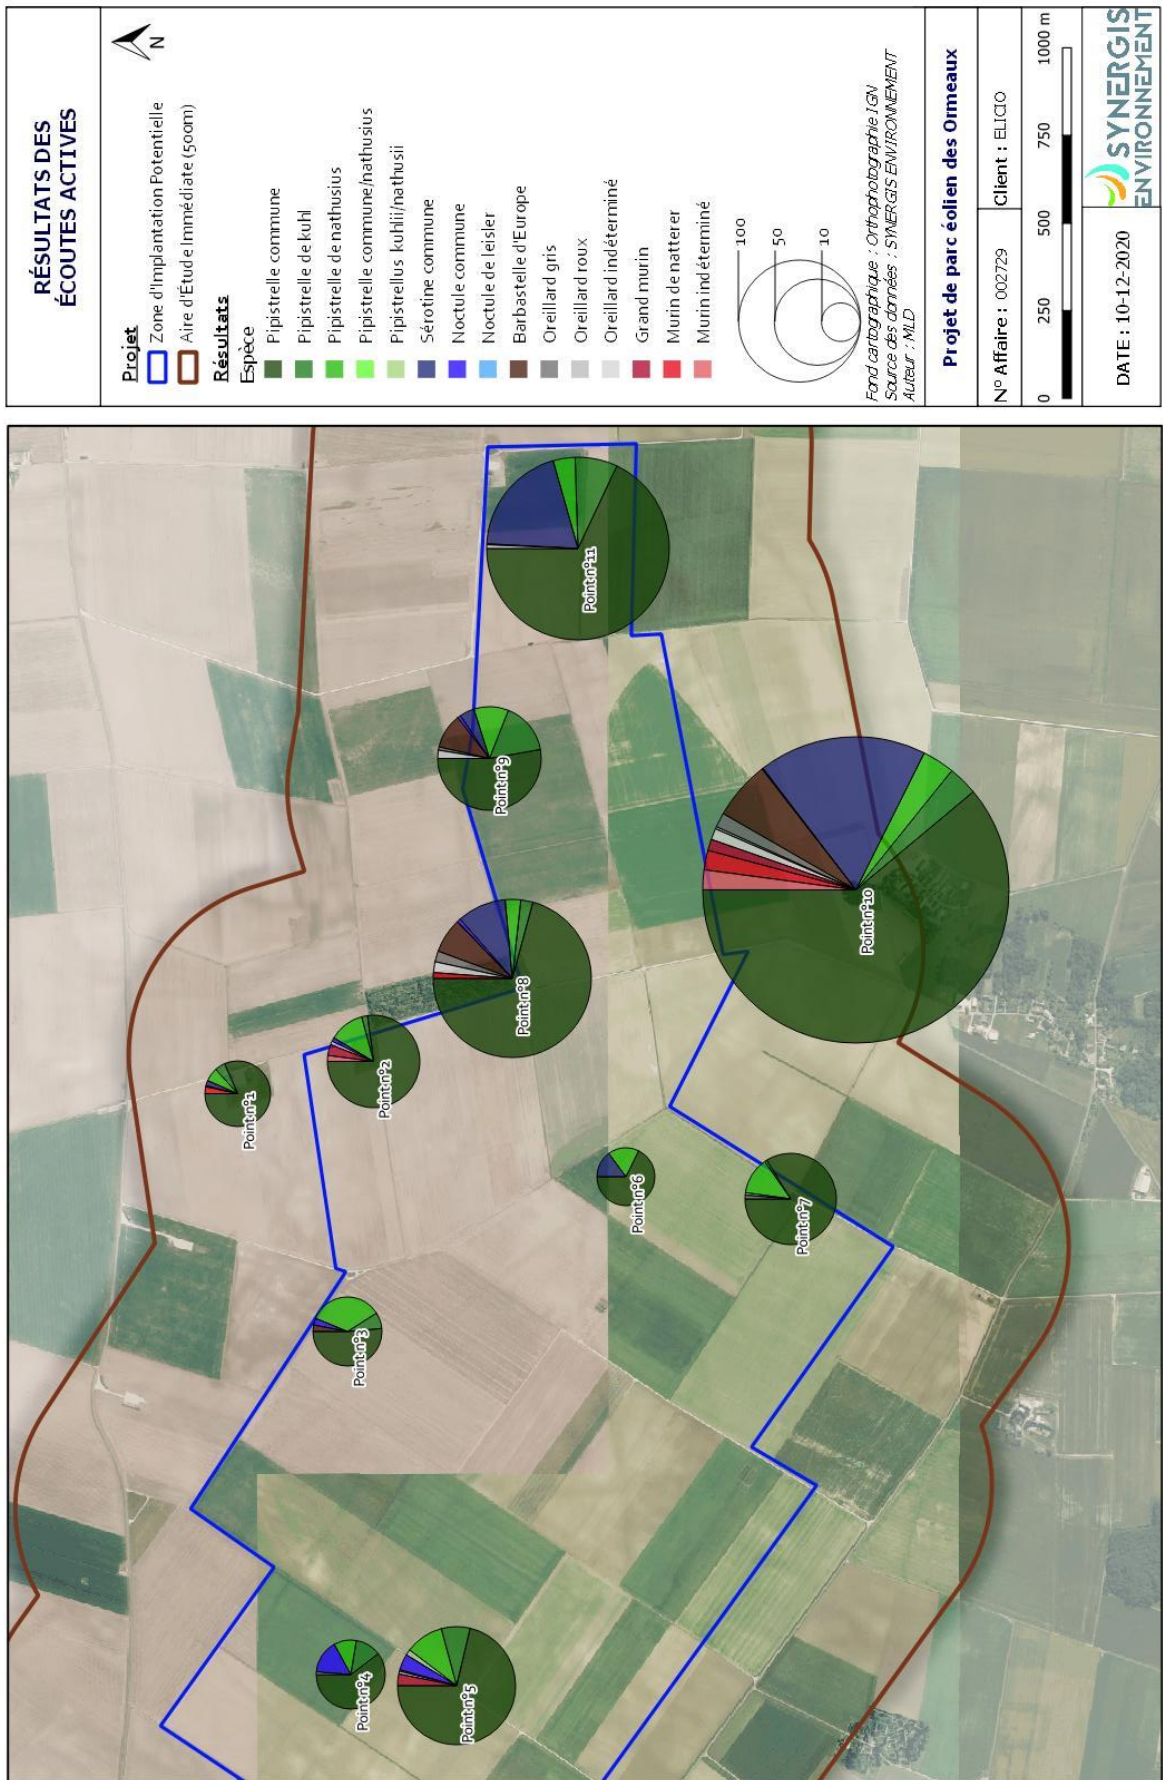 RÉSULTATS DES
ÉCOUTES ACTIVES
N
Projet
Zone d'Implantation Potentielle
Aire d'Étude Immédiate (500m)
Résultats
Espèce
Pipistrelle commune
Pipistrelle de kuhl
Pipistrelle de nathusius
Pipistrelle commune/nathusius
Pipistrellus kuhlii/nathusii
Sérotine commune
Noctule commune
Noctule de leisler
Barbastelle d'Europe
Oreillard gris
Oreillard roux
Oreillard indéterminé
Grand murin
Murin de natterer
Murin indéterminé
100
50
10
Fond cartographique : Orthophotographie IGN
Source des données : SYNERGIS ENVIRONNEMENT
Auteur : MLD
Projet de parc éolien des Ormeaux
N° Affaire : 002729
Client : ELICIO
0 250 500 750 1000 m
DATE : 10-12-2020
SYNERGIS
ENVIRONNEMENT
Point n°1
Point n°2
Point n°3
Point n°4
Point n°5
Point n°6
Point n°7
Point n°8
Point n°9
Point n°10
Point n°11